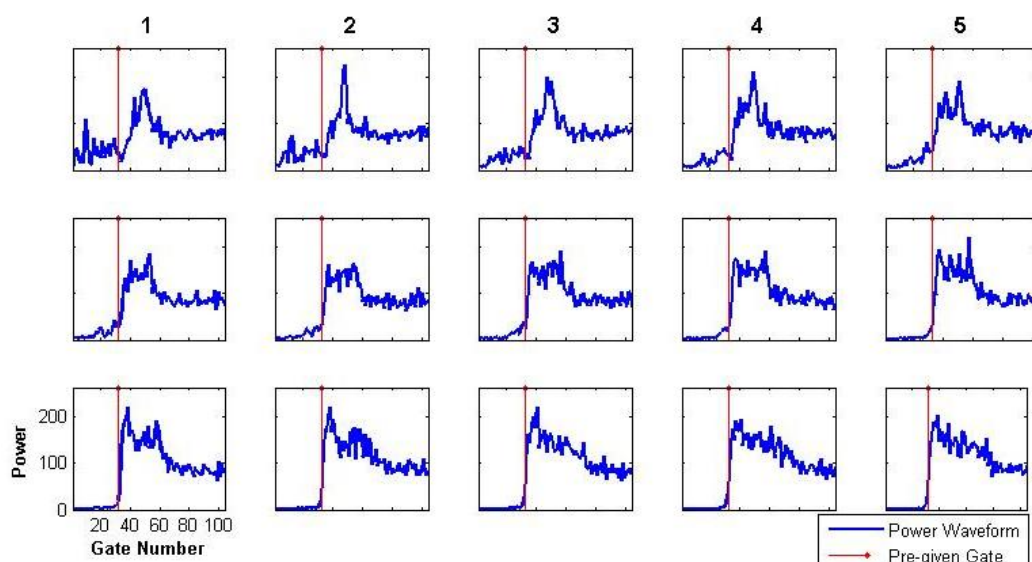 1 2 3 4 5
200
100
0
Power
20 40 60 80 100
Gate Number
Power Waveform
Pre-given Gate